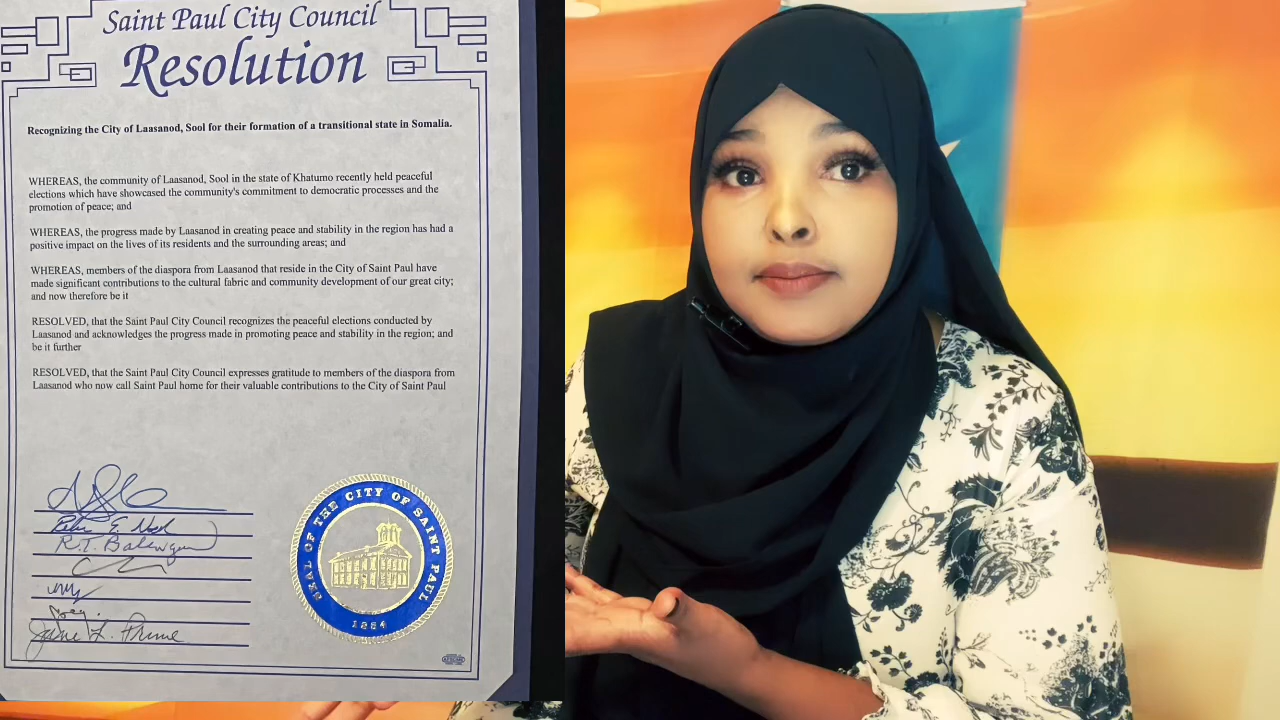 Saint Paul City Council
Resolution
Recognizing the City of Laasanod, Sool for their formation of a transitional state in Somalia.
WHEREAS, the community of Laasanod, Sool in the state of Khatumo recently held peaceful
elections which have showcased the community's commitment to democratic processes and the
promotion of peace; and
WHEREAS, the progress made by Laasanod in creating peace and stability in the region has had a
positive impact on the lives of its residents and the surrounding areas; and
WHEREAS, members of the diaspora from Laasanod that reside in the City of Saint Paul have
made significant contributions to the cultural fabric and community development of our great city;
and now therefore be it
RESOLVED, that the Saint Paul City Council recognizes the peaceful elections conducted by
Laasanod and acknowledges the progress made in promoting peace and stability in the region; and
be it further
RESOLVED, that the Saint Paul City Council expresses gratitude to members of the diaspora from
Laasanod who now call Saint Paul home for their valuable contributions to the City of Saint Paul
SEAL OF THE CITY OF SAINT PAUL
1854